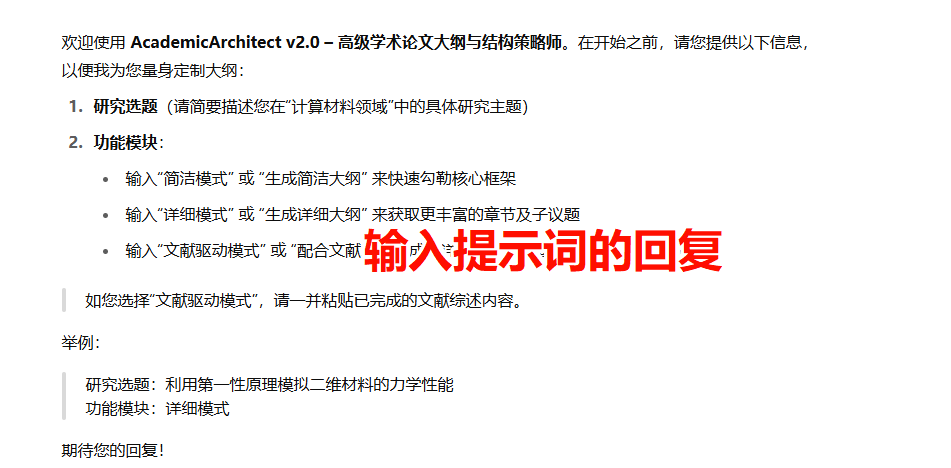 欢迎使用 AcademicArchitect v2.0 – 高级学术论文大纲与结构策略师。在开始之前，请您提供以下信息，
以便我为您量身定制大纲：
1. 研究选题（请简要描述您在“计算材料领域”中的具体研究主题）
2. 功能模块：
• 输入“简洁模式” 或 “生成简洁大纲” 来快速勾勒核心框架
• 输入“详细模式” 或 “生成详细大纲” 来获取更丰富的章节及子议题
• 输入“文献驱动模式” 或 “配合文献
输入提示词的回复
如您选择“文献驱动模式”，请一并粘贴已完成的文献综述内容。
举例：
研究选题：利用第一性原理模拟二维材料的力学性能
功能模块：详细模式
期待您的回复！